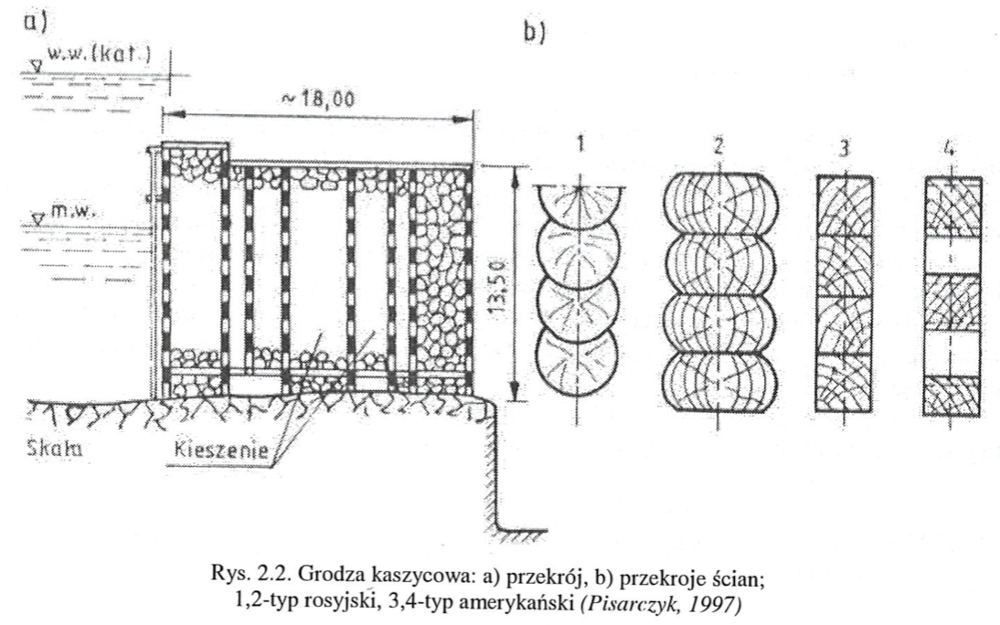 a)
b)
w.w.(kat.)
~18,00
1
2
3
4
m.w.
13,50
Skała
Kieszenie
Rys. 2.2. Grodza kaszycowa: a) przekrój, b) przekroje ścian;
1,2-typ rosyjski, 3,4-typ amerykański (Pisarczyk, 1997)